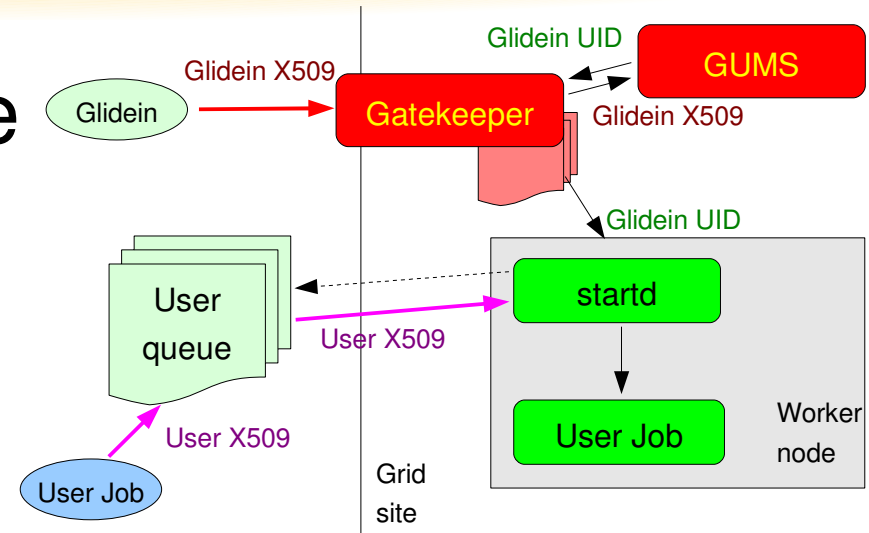 Glidein UID
GUMS
Glidein X509
Glidein
Gatekeeper
Glidein X509
e
Glidein UID
User
queue
startd
User X509
User X509
User Job
Worker
node
User Job
Grid
site